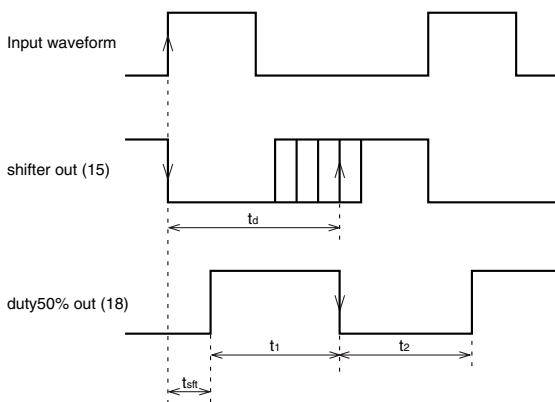 Input waveform
shifter out (15)
td
duty50% out (18)
t1
t2
tsft